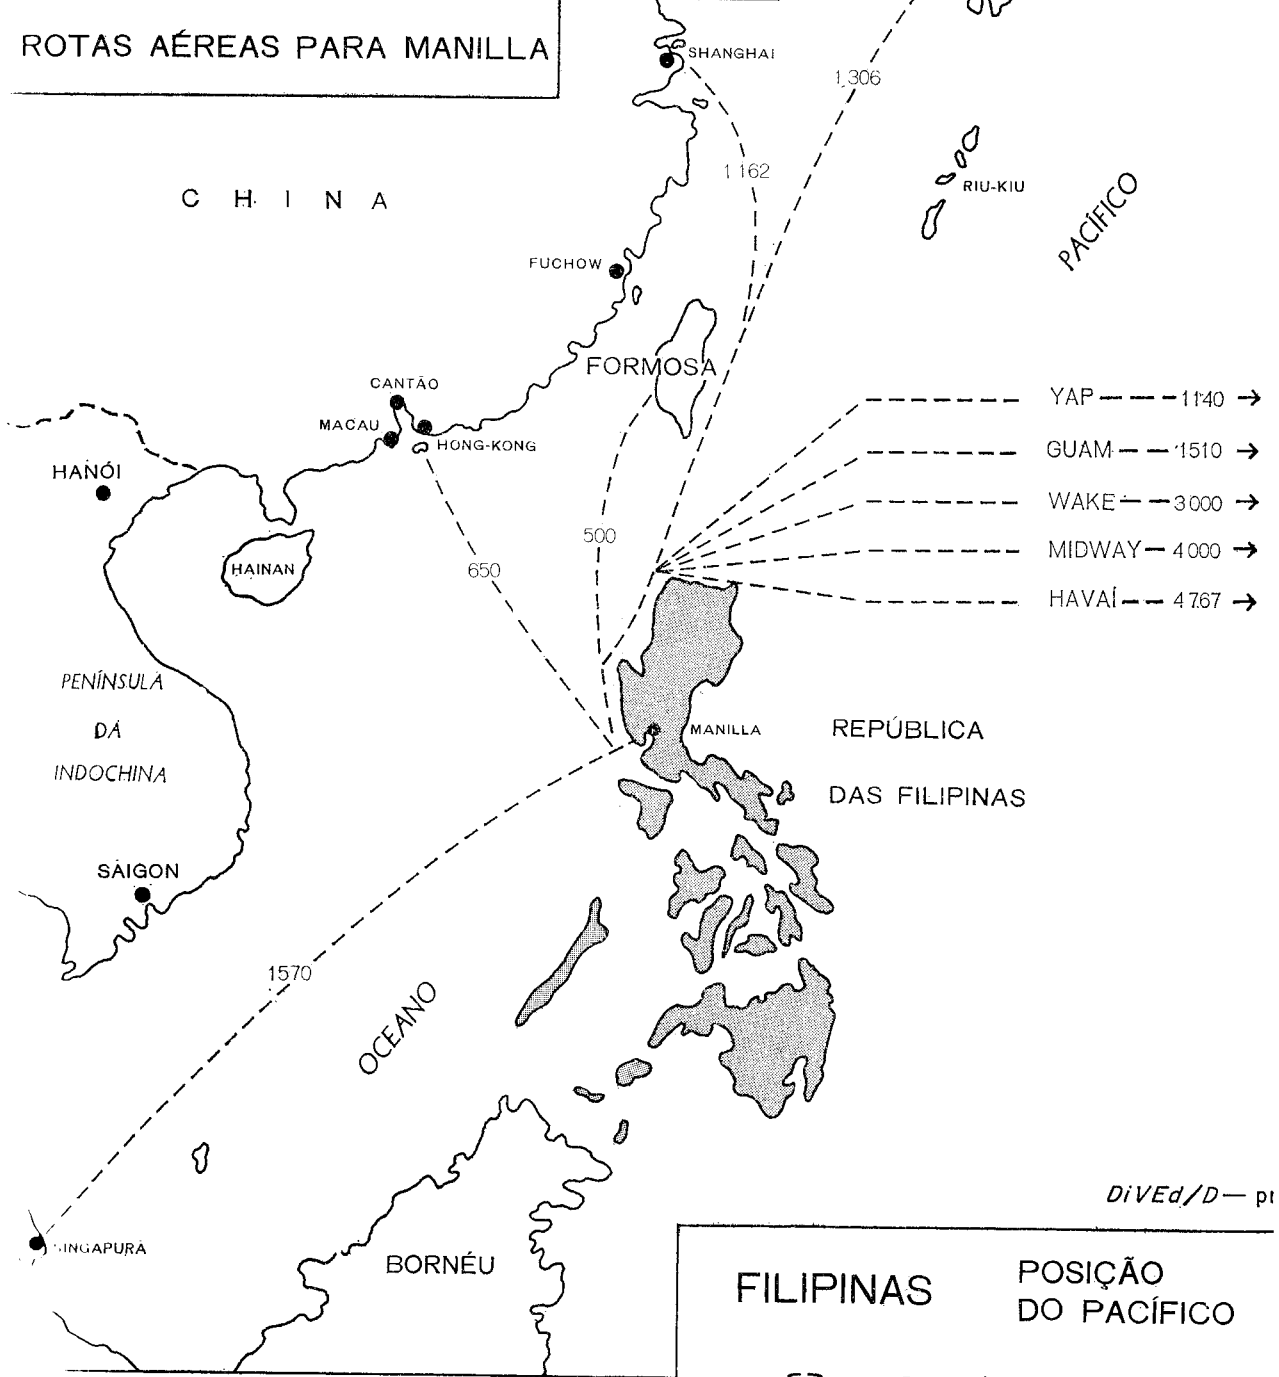 ROTAS AÉREAS PARA MANILLA
SHANGHAI
1,306
1 162
C H I N A
RIU-KIU
PACÍFICO
FUCHOW
FORMOSA
CANTÃO
MACAU
HONG-KONG
YAP 1140
GUAM 1510
WAKE 3000
MIDWAY 4000
HAVAÍ 4767
HANÓI
500
HAINAN
650
PENÍNSULA
DA
INDOCHINA
MANILLA
REPÚBLICA
DAS FILIPINAS
SAIGON
1570
OCEANO
DiVEd/D — pr
SINGAPURA
BORNÉU
FILIPINAS
POSIÇÃO
DO PACÍFICO